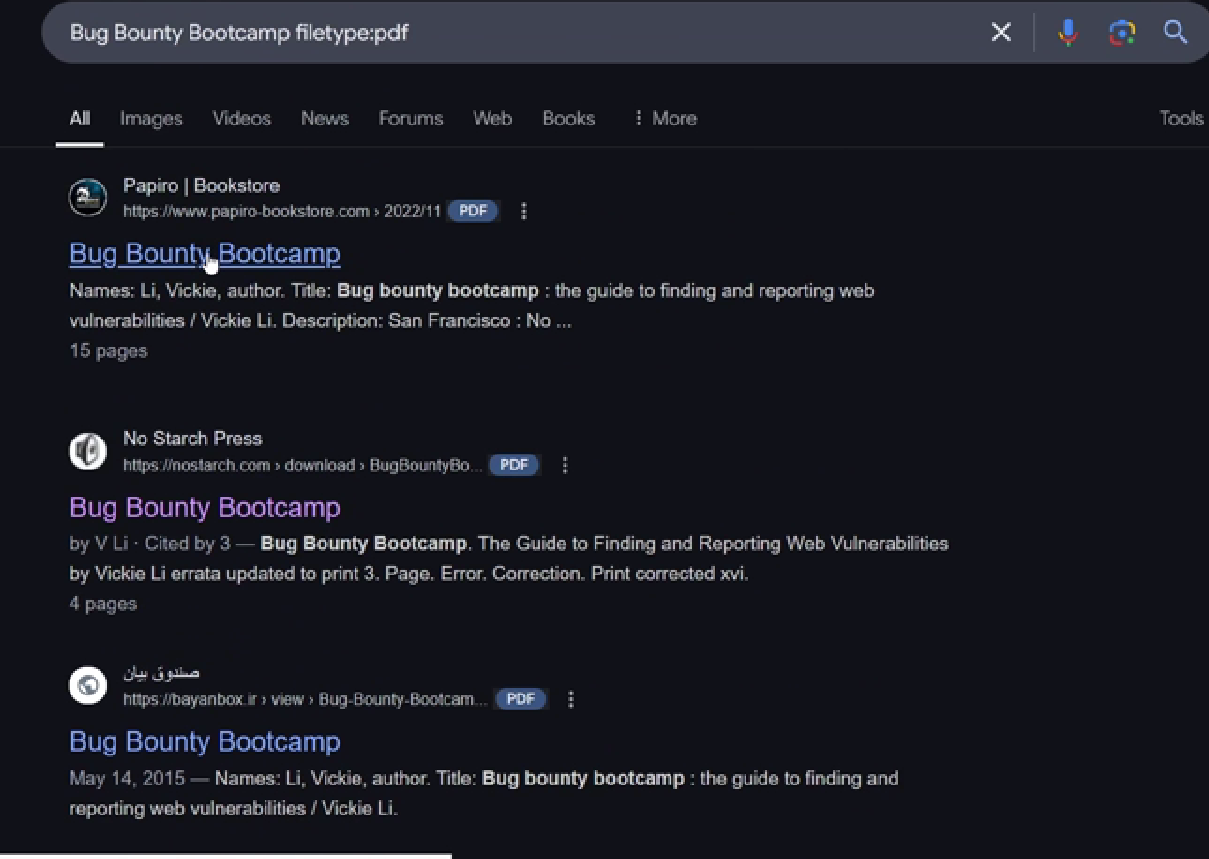 Bug Bounty Bootcamp filetype:pdf
All Images Videos News Forums Web Books More Tools
Papiro | Bookstore
https://www.papiro-bookstore.com › 2022/11 PDF
Bug Bounty Bootcamp
Names: Li, Vickie, author. Title: Bug bounty bootcamp : the guide to finding and reporting web
vulnerabilities / Vickie Li. Description: San Francisco : No ...
15 pages
No Starch Press
https://nostarch.com › download › BugBountyBo... PDF
Bug Bounty Bootcamp
by V Li · Cited by 3 — Bug Bounty Bootcamp. The Guide to Finding and Reporting Web Vulnerabilities
by Vickie Li errata updated to print 3. Page. Error. Correction. Print corrected xvi.
4 pages
صندوق بیان
https://bayanbox.ir › view › Bug-Bounty-Bootcam... PDF
Bug Bounty Bootcamp
May 14, 2015 — Names: Li, Vickie, author. Title: Bug bounty bootcamp : the guide to finding and
reporting web vulnerabilities / Vickie Li.